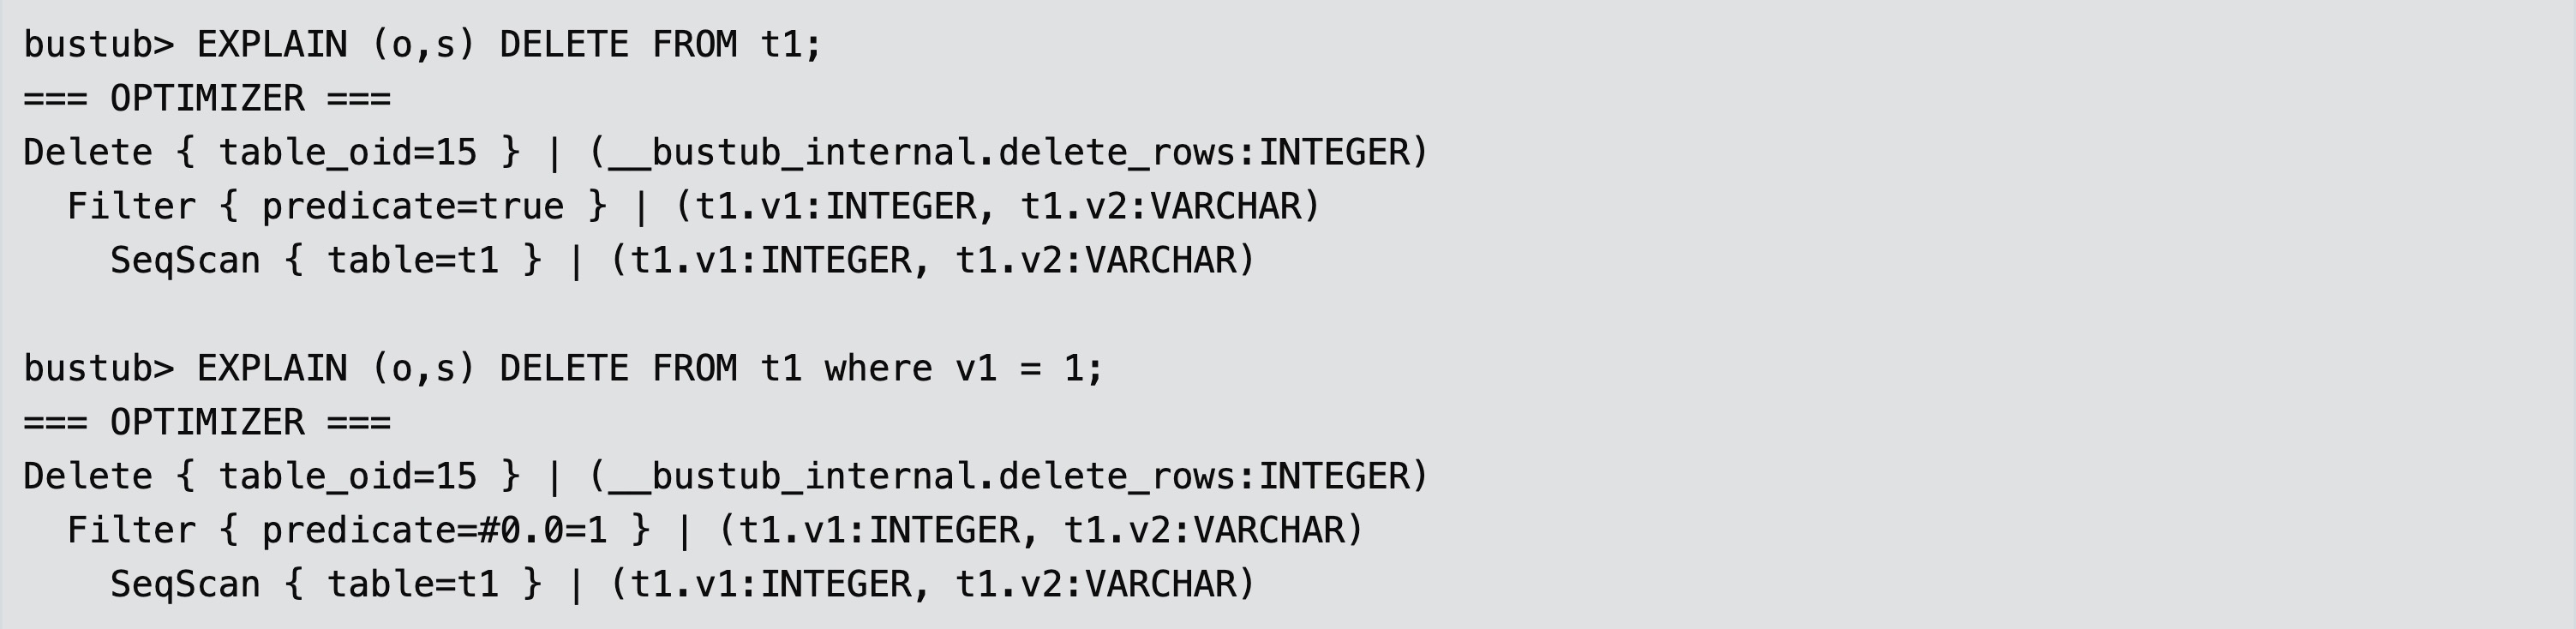 bustub> EXPLAIN (o,s) DELETE FROM t1;
=== OPTIMIZER ===
Delete { table_oid=15 } | (__bustub_internal.delete_rows:INTEGER)
  Filter { predicate=true } | (t1.v1:INTEGER, t1.v2:VARCHAR)
    SeqScan { table=t1 } | (t1.v1:INTEGER, t1.v2:VARCHAR)

bustub> EXPLAIN (o,s) DELETE FROM t1 where v1 = 1;
=== OPTIMIZER ===
Delete { table_oid=15 } | (__bustub_internal.delete_rows:INTEGER)
  Filter { predicate=#0.0=1 } | (t1.v1:INTEGER, t1.v2:VARCHAR)
    SeqScan { table=t1 } | (t1.v1:INTEGER, t1.v2:VARCHAR)